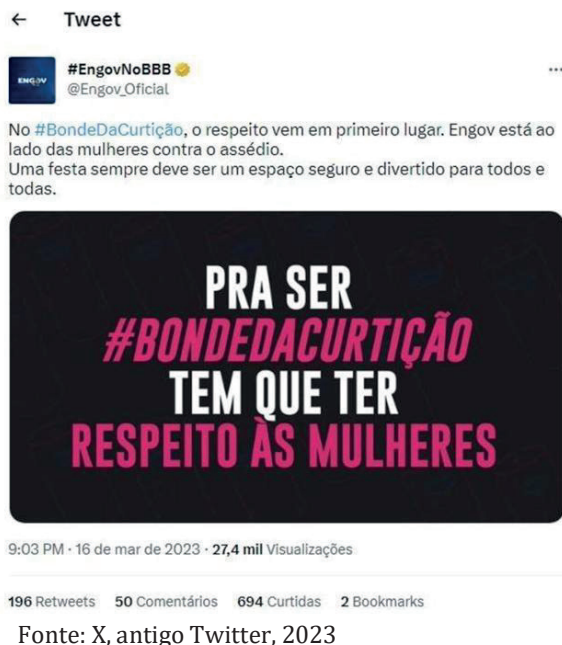 ← Tweet
ENGOV
#EngovNoBBB
@Engov_Oficial
No #BondeDaCurtição, o respeito vem em primeiro lugar. Engov está ao
lado das mulheres contra o assédio.
Uma festa sempre deve ser um espaço seguro e divertido para todos e
todas.
PRA SER
#BONDEDACURTIÇÃO
TEM QUE TER
RESPEITO ÀS MULHERES
9:03 PM · 16 de mar de 2023 · 27,4 mil Visualizações
196 Retweets 50 Comentários 694 Curtidas 2 Bookmarks
Fonte: X, antigo Twitter, 2023